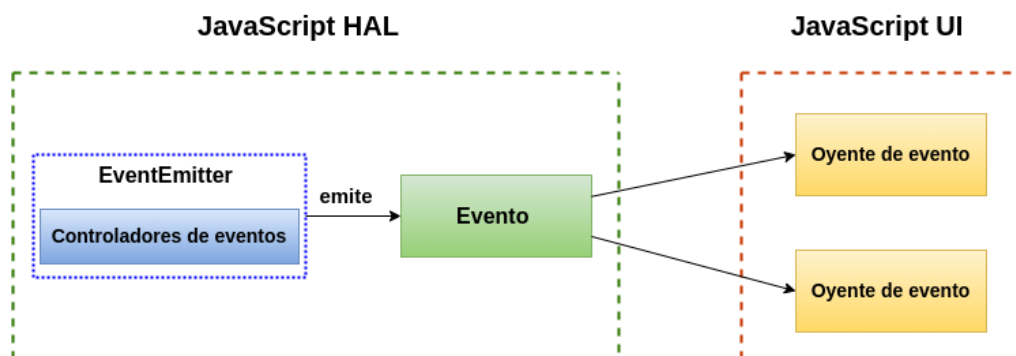 JavaScript HAL
JavaScript UI
EventEmitter
Controladores de eventos
emite
Evento
Oyente de evento
Oyente de evento